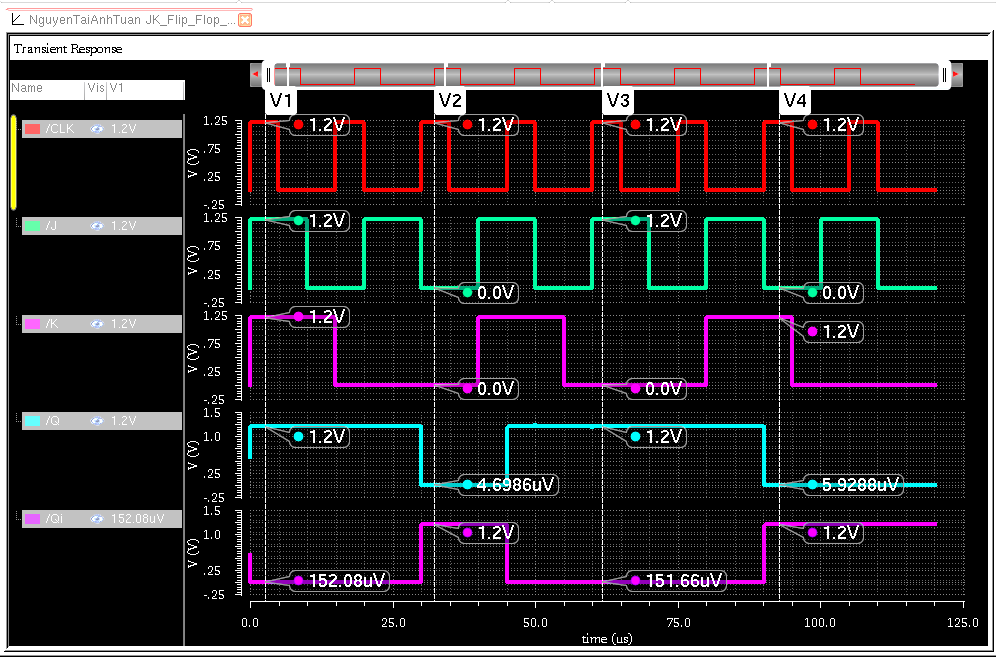 NguyenTaiAnhTuan JK_Flip_Flop_...
Transient Response
Name Vis V1
V1 V2 V3 V4
/CLK 1.2V
1.25
.75
.25
-.25
V (V)
1.2V 1.2V 1.2V 1.2V
/J 1.2V
1.25
.75
.25
-.25
V (V)
1.2V 0.0V 1.2V 0.0V
/K 1.2V
1.25
.75
.25
-.25
V (V)
1.2V 0.0V 0.0V 1.2V
/Q 1.2V
1.5
1.0
.25
-.25
V (V)
1.2V 4.6986uV 1.2V 5.9288uV
/Qi 152.08uV
1.5
1.0
.25
-.25
V (V)
152.08uV 1.2V 151.66uV 1.2V
0.0 25.0 50.0 75.0 100.0 125.0
time (us)